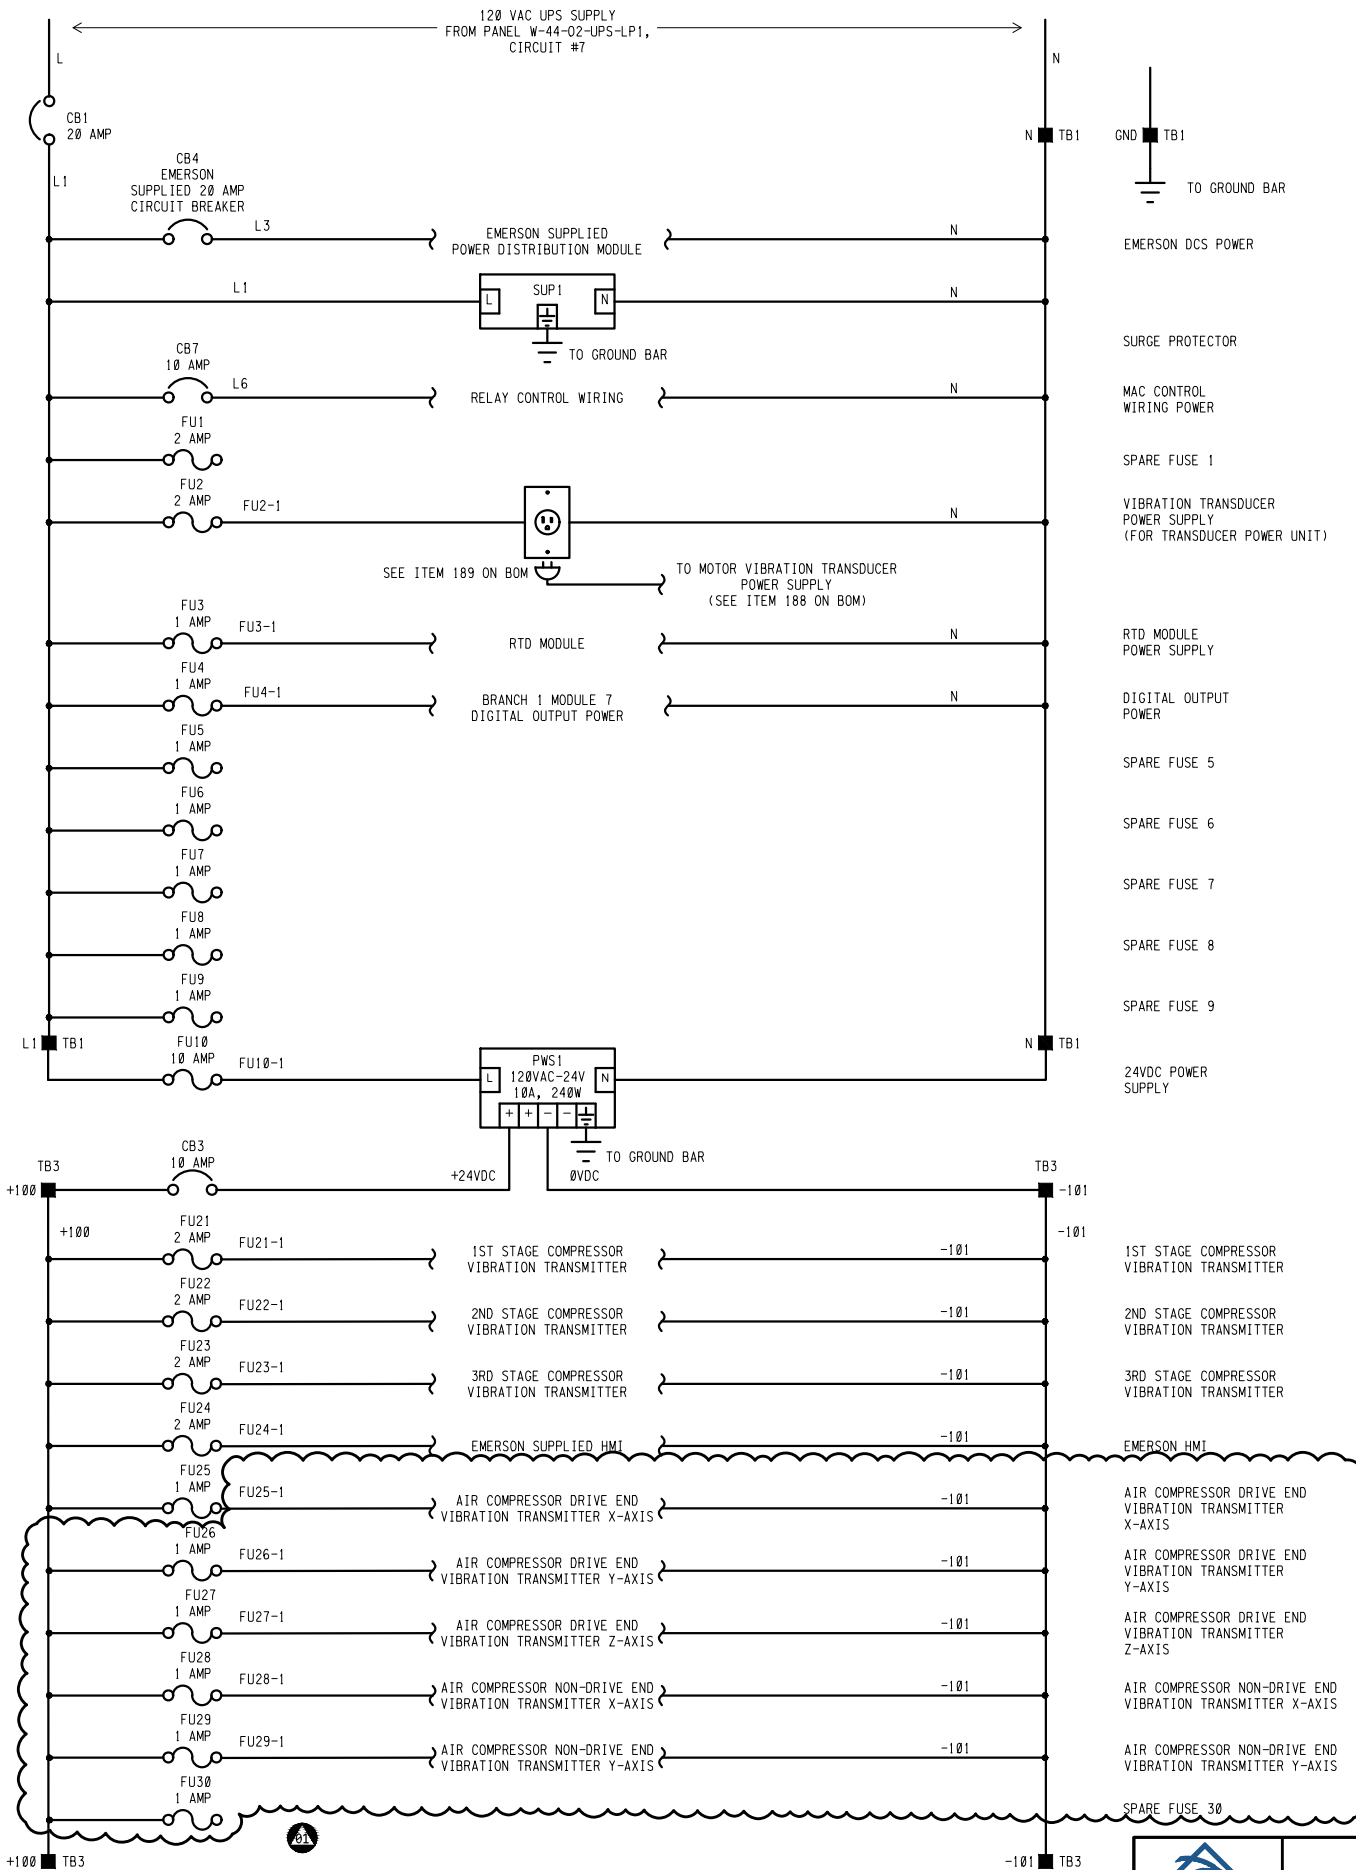 120 VAC UPS SUPPLY
FROM PANEL W-44-02-UPS-LP1,
CIRCUIT #7
L
N
CB1
20 AMP
N TB1
GND TB1
TO GROUND BAR
L1
CB4
EMERSON
SUPPLIED 20 AMP
CIRCUIT BREAKER
L3
EMERSON SUPPLIED
POWER DISTRIBUTION MODULE
N
EMERSON DCS POWER
L1
L
SUP1
N
N
TO GROUND BAR
SURGE PROTECTOR
CB7
10 AMP
L6
RELAY CONTROL WIRING
N
MAC CONTROL
WIRING POWER
FU1
2 AMP
SPARE FUSE 1
FU2
2 AMP
FU2-1
N
VIBRATION TRANSDUCER
POWER SUPPLY
(FOR TRANSDUCER POWER UNIT)
SEE ITEM 189 ON BOM
TO MOTOR VIBRATION TRANSDUCER
POWER SUPPLY
(SEE ITEM 188 ON BOM)
FU3
1 AMP
FU3-1
RTD MODULE
N
RTD MODULE
POWER SUPPLY
FU4
1 AMP
FU4-1
BRANCH 1 MODULE 7
DIGITAL OUTPUT POWER
N
DIGITAL OUTPUT
POWER
FU5
1 AMP
SPARE FUSE 5
FU6
1 AMP
SPARE FUSE 6
FU7
1 AMP
SPARE FUSE 7
FU8
1 AMP
SPARE FUSE 8
FU9
1 AMP
SPARE FUSE 9
L1 TB1
N TB1
FU10
10 AMP
FU10-1
L
PWS1
120VAC-24V
10A, 240W
N
+ + - -
24VDC POWER
SUPPLY
TO GROUND BAR
CB3
10 AMP
+24VDC
0VDC
TB3
+100
TB3
-101
+100
-101
FU21
2 AMP
FU21-1
1ST STAGE COMPRESSOR
VIBRATION TRANSMITTER
-101
1ST STAGE COMPRESSOR
VIBRATION TRANSMITTER
FU22
2 AMP
FU22-1
2ND STAGE COMPRESSOR
VIBRATION TRANSMITTER
-101
2ND STAGE COMPRESSOR
VIBRATION TRANSMITTER
FU23
2 AMP
FU23-1
3RD STAGE COMPRESSOR
VIBRATION TRANSMITTER
-101
3RD STAGE COMPRESSOR
VIBRATION TRANSMITTER
FU24
2 AMP
FU24-1
EMERSON SUPPLIED HMI
-101
EMERSON HMI
FU25
1 AMP
FU25-1
AIR COMPRESSOR DRIVE END
VIBRATION TRANSMITTER X-AXIS
-101
AIR COMPRESSOR DRIVE END
VIBRATION TRANSMITTER
X-AXIS
FU26
1 AMP
FU26-1
AIR COMPRESSOR DRIVE END
VIBRATION TRANSMITTER Y-AXIS
-101
AIR COMPRESSOR DRIVE END
VIBRATION TRANSMITTER
Y-AXIS
FU27
1 AMP
FU27-1
AIR COMPRESSOR DRIVE END
VIBRATION TRANSMITTER Z-AXIS
-101
AIR COMPRESSOR DRIVE END
VIBRATION TRANSMITTER
Z-AXIS
FU28
1 AMP
FU28-1
AIR COMPRESSOR NON-DRIVE END
VIBRATION TRANSMITTER X-AXIS
-101
AIR COMPRESSOR NON-DRIVE END
VIBRATION TRANSMITTER X-AXIS
FU29
1 AMP
FU29-1
AIR COMPRESSOR NON-DRIVE END
VIBRATION TRANSMITTER Y-AXIS
-101
AIR COMPRESSOR NON-DRIVE END
VIBRATION TRANSMITTER Y-AXIS
FU30
1 AMP
SPARE FUSE 30
01
+100 TB3
-101 TB3